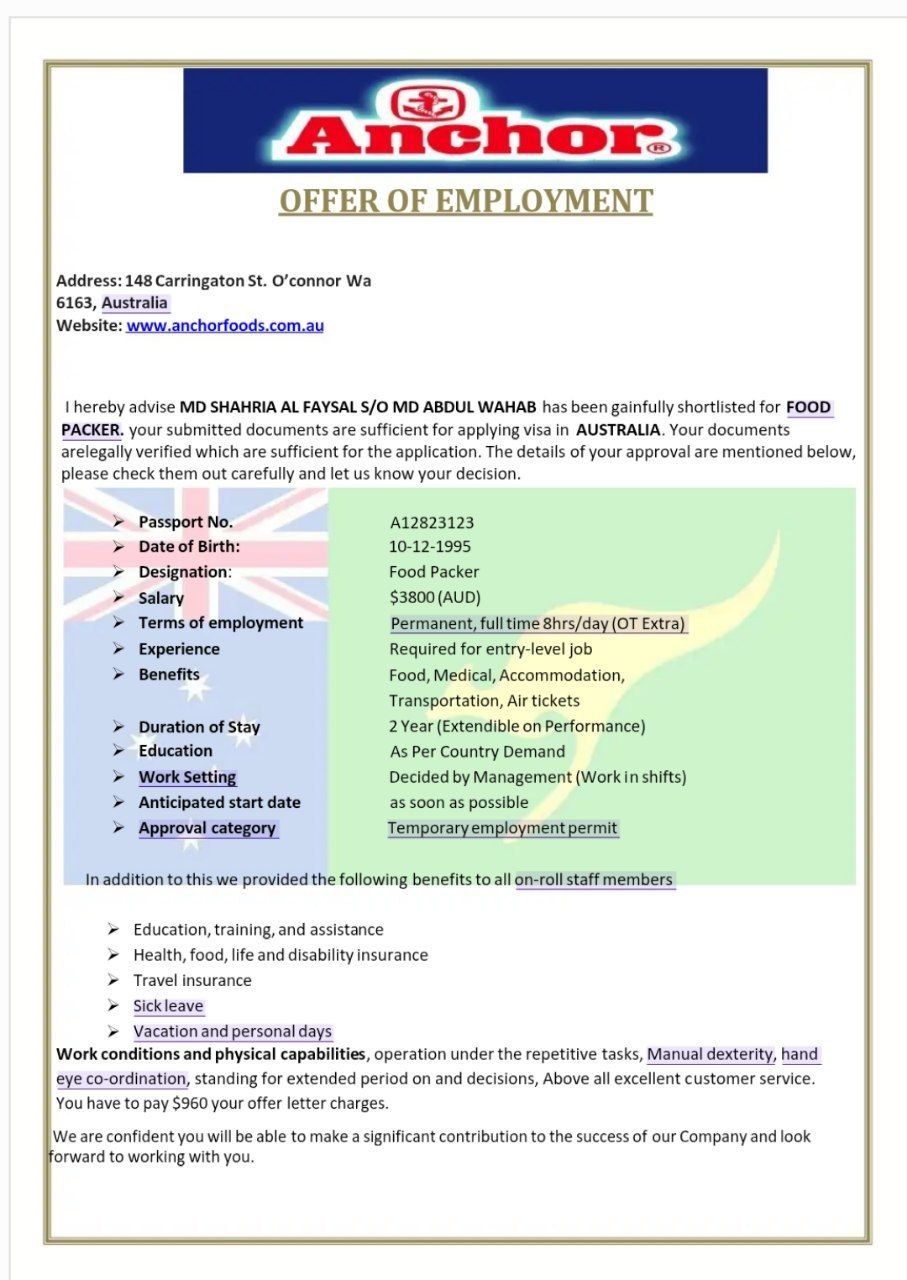 Anchor®
OFFER OF EMPLOYMENT
Address: 148 Carringaton St. O’connor Wa
6163, Australia
Website: www.anchorfoods.com.au
I hereby advise MD SHAHRIA AL FAYSAL S/O MD ABDUL WAHAB has been gainfully shortlisted for FOOD
PACKER. your submitted documents are sufficient for applying visa in AUSTRALIA. Your documents
arelegally verified which are sufficient for the application. The details of your approval are mentioned below,
please check them out carefully and let us know your decision.
➢ Passport No. A12823123
➢ Date of Birth: 10-12-1995
➢ Designation: Food Packer
➢ Salary $3800 (AUD)
➢ Terms of employment Permanent, full time 8hrs/day (OT Extra)
➢ Experience Required for entry-level job
➢ Benefits Food, Medical, Accommodation,
Transportation, Air tickets
➢ Duration of Stay 2 Year (Extendible on Performance)
➢ Education As Per Country Demand
➢ Work Setting Decided by Management (Work in shifts)
➢ Anticipated start date as soon as possible
➢ Approval category Temporary employment permit
In addition to this we provided the following benefits to all on-roll staff members
➢ Education, training, and assistance
➢ Health, food, life and disability insurance
➢ Travel insurance
➢ Sick leave
➢ Vacation and personal days
Work conditions and physical capabilities, operation under the repetitive tasks, Manual dexterity, hand
eye co-ordination, standing for extended period on and decisions, Above all excellent customer service.
You have to pay $960 your offer letter charges.
We are confident you will be able to make a significant contribution to the success of our Company and look
forward to working with you.